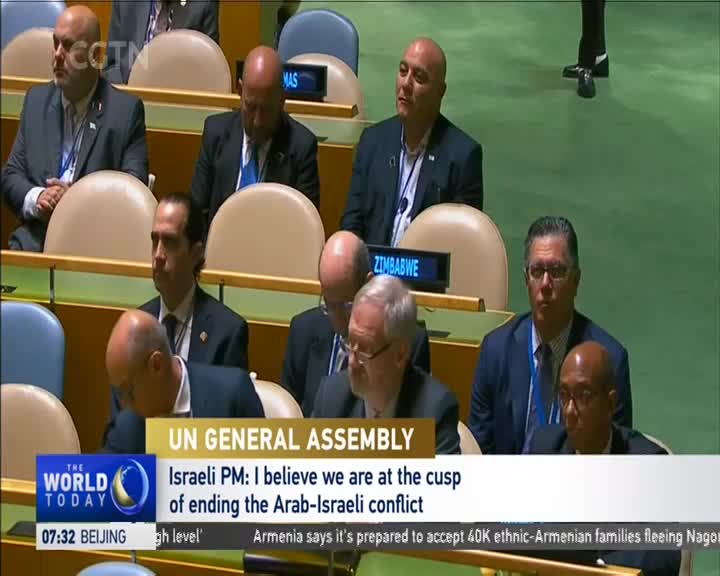 CGTN
MAS
ZIMBABWE
UN GENERAL ASSEMBLY
THE
WORLD
TODAY
Israeli PM: I believe we are at the cusp
of ending the Arab-Israeli conflict
07:32 BEIJING
gh level' Armenia says it's prepared to accept 40K ethnic-Armenian families fleeing Nago